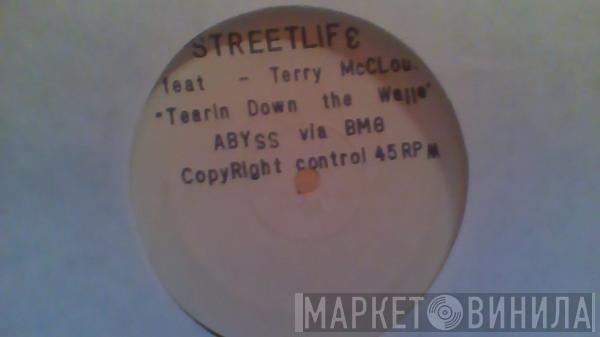 STREETLIFE
feat - Terry McCLou
"Tearin Down the Walls"
ABYss via BMG
CopyRight control 45 RPM
МАРКЕТ ВИНИЛА